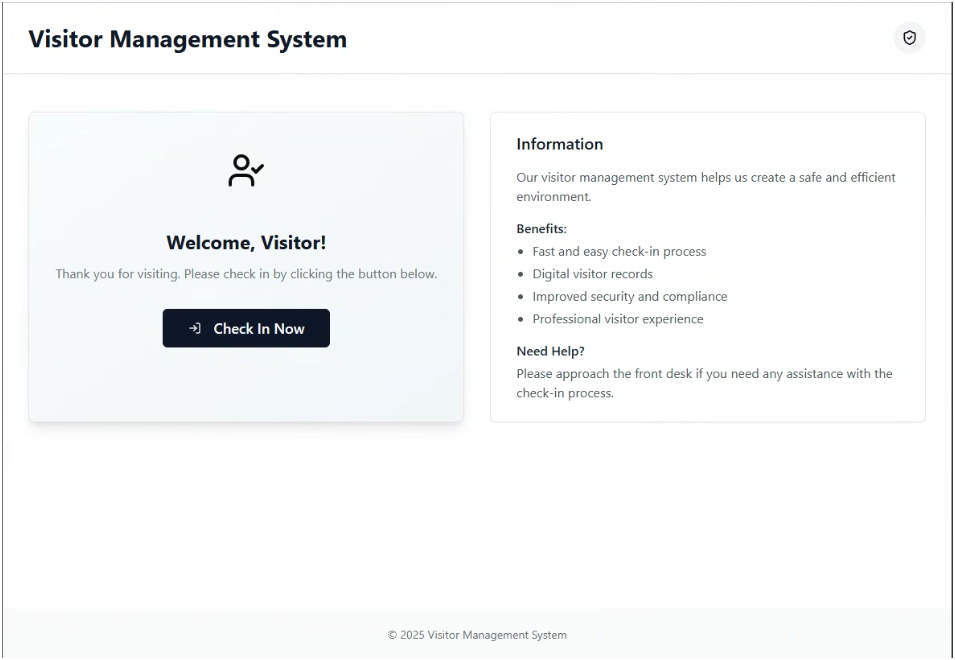 Visitor Management System
Welcome, Visitor!
Thank you for visiting. Please check in by clicking the button below.
Check In Now
Information
Our visitor management system helps us create a safe and efficient
environment.
Benefits:
Fast and easy check-in process
Digital visitor records
Improved security and compliance
Professional visitor experience
Need Help?
Please approach the front desk if you need any assistance with the
check-in process.
© 2025 Visitor Management System